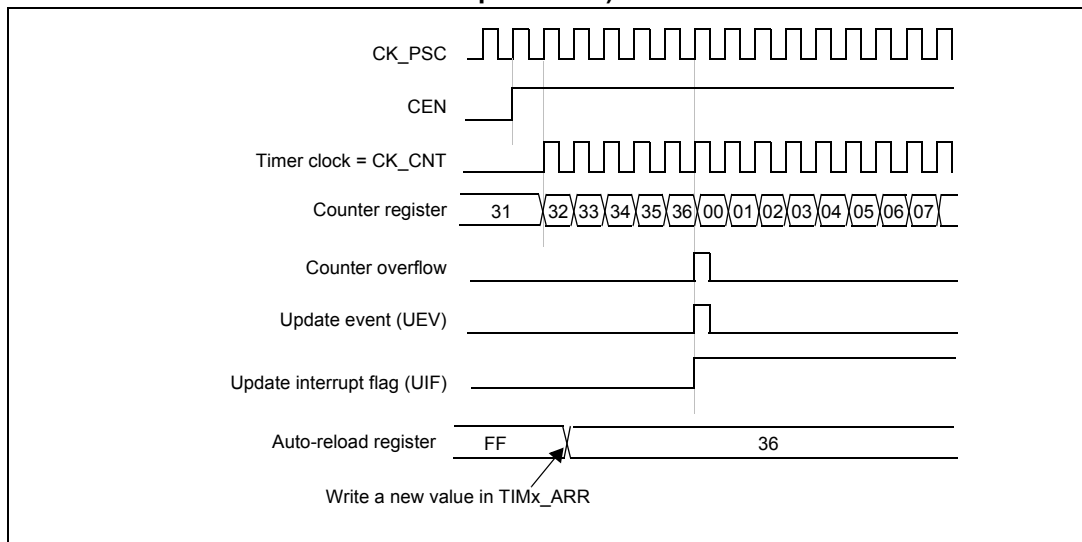 CK_PSC
CEN
Timer clock = CK_CNT
Counter register 31 32 33 34 35 36 00 01 02 03 04 05 06 07
Counter overflow
Update event (UEV)
Update interrupt flag (UIF)
Auto-reload register FF 36
Write a new value in TIMx_ARR